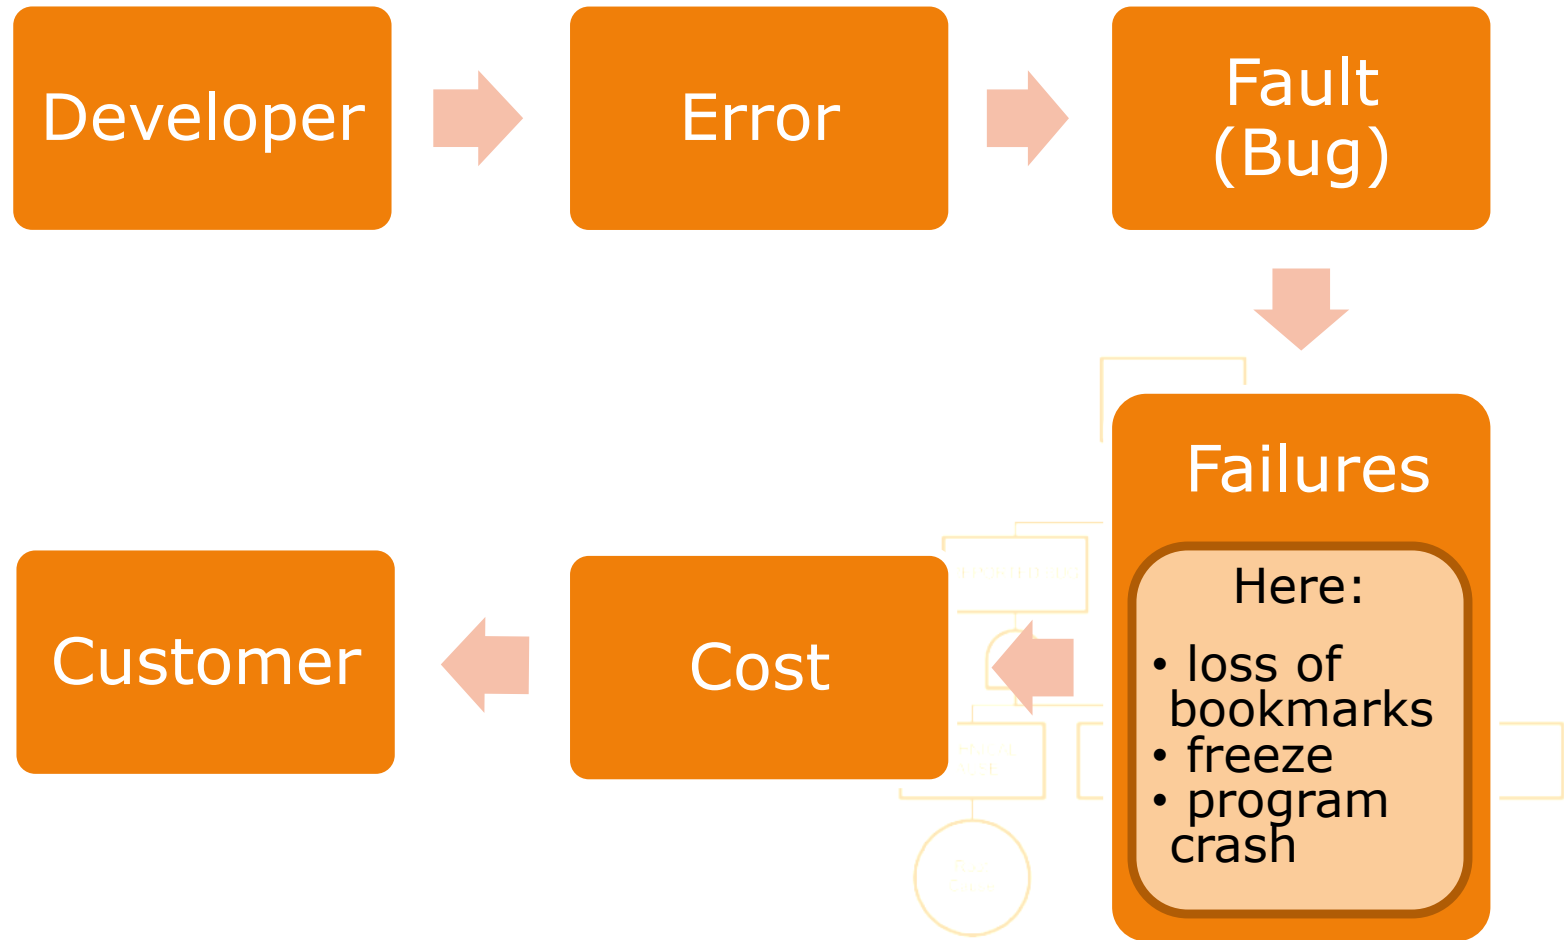 Developer
Error
Fault
(Bug)
Failures
Here:
• loss of
bookmarks
• freeze
• program
crash
Cost
Customer